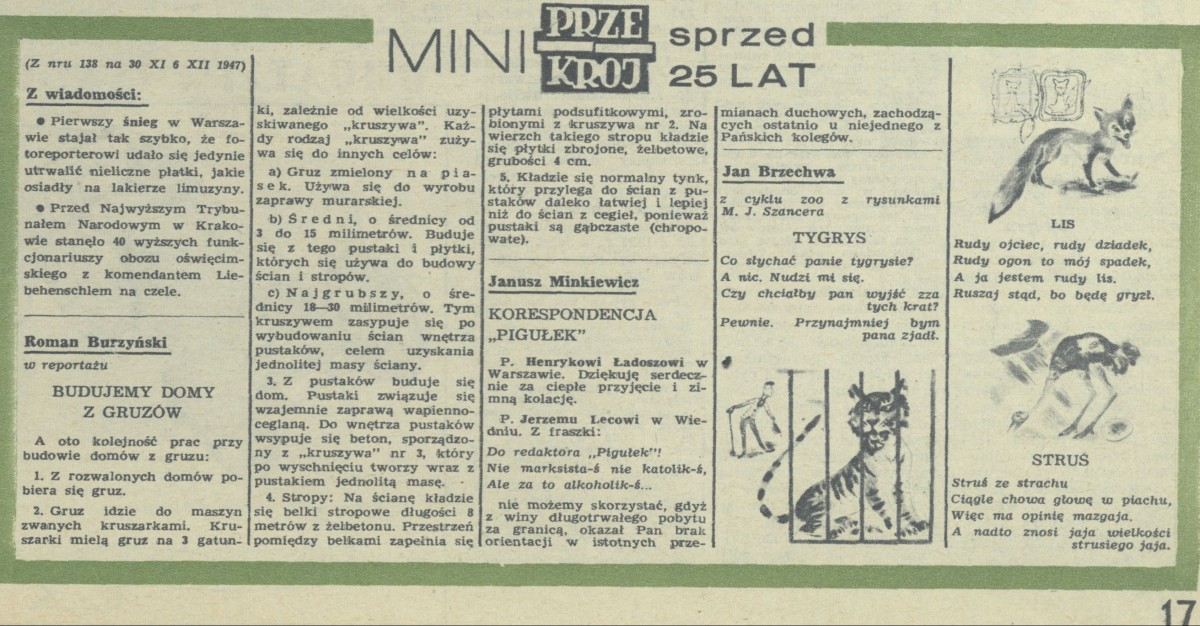 MINI PRZE KROJ sprzed 25 LAT
(Z nru 138 na 30 XI 6 XII 1947)
Z wiadomości:
● Pierwszy śnieg w Warsza-
wie stajał tak szybko, że fo-
toreporterowi udało się jedynie
utrwalić nieliczne płatki, jakie
osiadły na lakierze limuzyny.
● Przed Najwyższym Trybu-
nałem Narodowym w Krako-
wie stanęło 40 wyższych funk-
cjonariuszy obozu oświęcim-
skiego z komendantem Lie-
behenschlem na czele.
Roman Burzyński
w reportażu
BUDUJEMY DOMY
Z GRUZÓW
A oto kolejność prac przy
budowie domów z gruzu:
1. Z rozwalonych domów po-
biera się gruz.
2. Gruz idzie do maszyn
zwanych kruszarkami. Kru-
szarki mielą gruz na 3 gatun-
ki, zależnie od wielkości uzy-
skiwanego „kruszywa”. Każ-
dy rodzaj „kruszywa” zuży-
wa się do innych celów:
a) Gruz zmielony na pia-
sek. Używa się do wyrobu
zaprawy murarskiej.
b) Średni, o średnicy od
3 do 15 milimetrów. Buduje
się z tego pustaki i płytki,
których się używa do budowy
ścian i stropów.
c) Najgrubszy, o śre-
dnicy 18—30 milimetrów. Tym
kruszywem zasypuje się po
wybudowaniu ścian wnętrza
pustaków, celem uzyskania
jednolitej masy ściany.
3. Z pustaków buduje się
dom. Pustaki związuje się
wzajemnie zaprawą wapienno-
ceglaną. Do wnętrza pustaków
wsypuje się beton, sporządzo-
ny z „kruszywa” nr 3, który
po wyschnięciu tworzy wraz z
pustakiem jednolitą masę.
4. Stropy: Na ścianę kładzie
się belki stropowe długości 8
metrów z żelbetonu. Przestrzeń
pomiędzy belkami zapełnia się
płytami podsufitkowymi, zro-
bionymi z kruszywa nr 2. Na
wierzch takiego stropu kładzie
się płytki zbrojone, żelbetowe,
grubości 4 cm.
5. Kładzie się normalny tynk,
który przylega do ścian z pu-
staków daleko łatwiej i lepiej
niż do ścian z cegieł, ponieważ
pustaki są gąbczaste (chropo-
wate).
Janusz Minkiewicz
KORESPONDENCJA
„PIGUŁEK”
P. Henrykowi Ładoszowi w
Warszawie. Dziękuję serdecz-
nie za ciepłe przyjęcie i zi-
mną kolację.
P. Jerzemu Lecowi w Wie-
dniu. Z fraszki:
Do redaktora „Pigułek”!
Nie marksista-ś nie katolik-ś,
Ale za to alkoholik-ś...
nie możemy skorzystać, gdyż
z winy długotrwałego pobytu
za granicą, okazał Pan brak
orientacji w istotnych prze-
mianach duchowych, zachodzą-
cych ostatnio u niejednego z
Pańskich kolegów.
Jan Brzechwa
z cyklu zoo z rysunkami
M. J. Szancera
TYGRYS
Co słychać panie tygrysie?
A nic. Nudzi mi się.
Czy chciałby pan wyjść zza
tych krat?
Pewnie. Przynajmniej bym
pana zjadł.
LIS
Rudy ojciec, rudy dziadek,
Rudy ogon to mój spadek,
A ja jestem rudy lis.
Ruszaj stąd, bo będę gryzł.
STRUŚ
Struś ze strachu
Ciągle chowa głowę w piachu,
Więc ma opinię mazgaja.
A nadto znosi jaja wielkości
strusiego jaja.
17